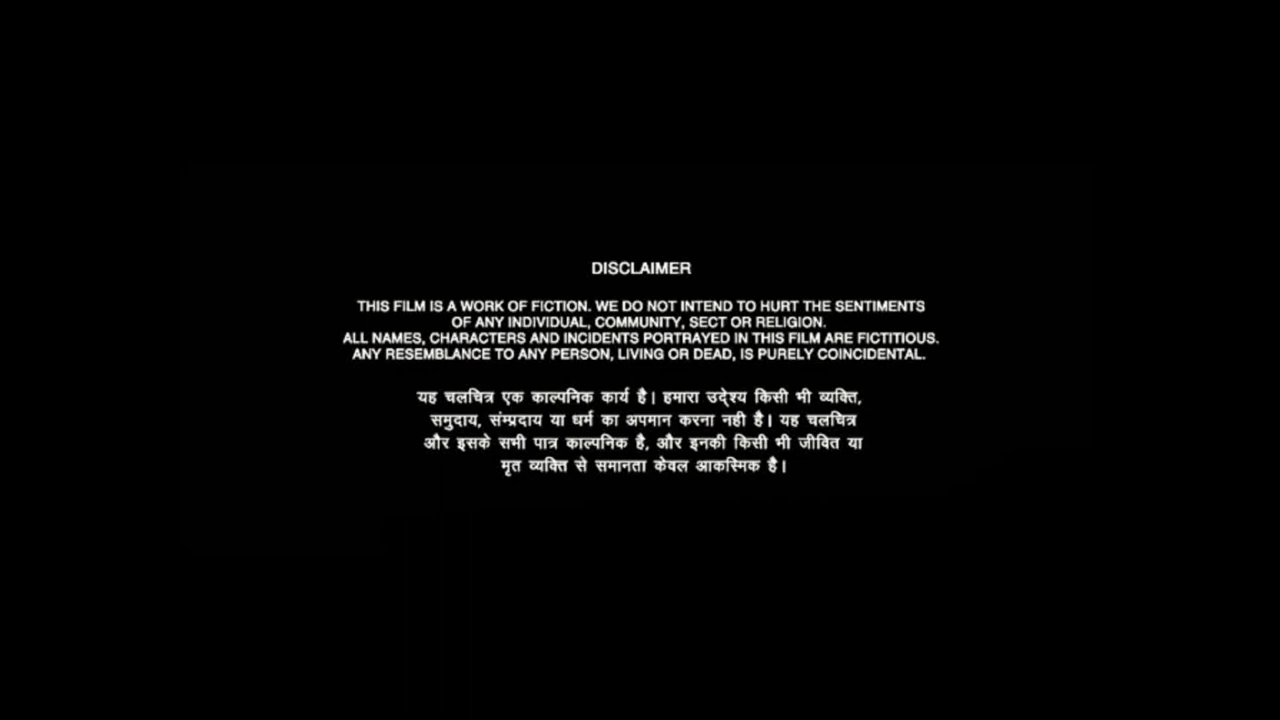 DISCLAIMER
THIS FILM IS A WORK OF FICTION. WE DO NOT INTEND TO HURT THE SENTIMENTS
OF ANY INDIVIDUAL, COMMUNITY, SECT OR RELIGION.
ALL NAMES, CHARACTERS AND INCIDENTS PORTRAYED IN THIS FILM ARE FICTITIOUS.
ANY RESEMBLANCE TO ANY PERSON, LIVING OR DEAD, IS PURELY COINCIDENTAL.
यह चलचित्र एक काल्पनिक कार्य है। हमारा उदे्श्य किसी भी व्यक्ति,
समुदाय, संम्प्रदाय या धर्म का अपमान करना नही है। यह चलचित्र
और इसके सभी पात्र काल्पनिक है, और इनकी किसी भी जीवित या
मृत व्यक्ति से समानता केवल आकस्मिक है।